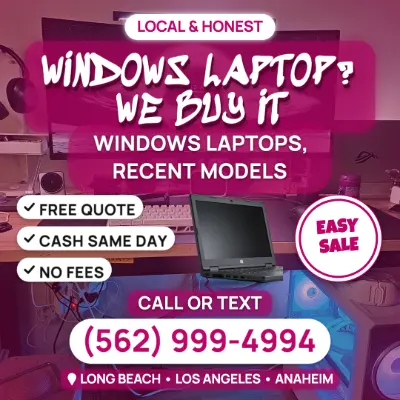 LOCAL & HONEST
WINDOWS LAPTOP?
WE BUY IT
WINDOWS LAPTOPS,
RECENT MODELS
FREE QUOTE
CASH SAME DAY
NO FEES
EASY
SALE
CALL OR TEXT
(562) 999-4994
LONG BEACH • LOS ANGELES • ANAHEIM